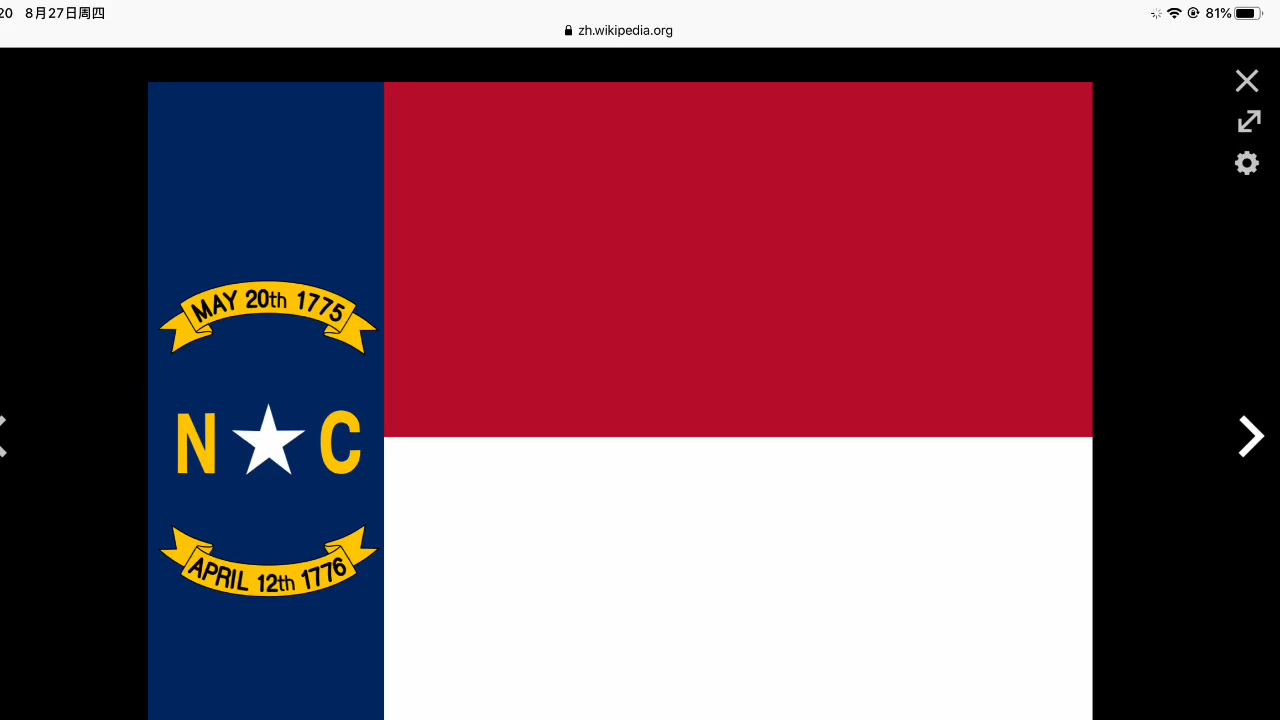 20 8月27日周四 81%
zh.wikipedia.org
MAY 20th 1775
N C
APRIL 12th 1776